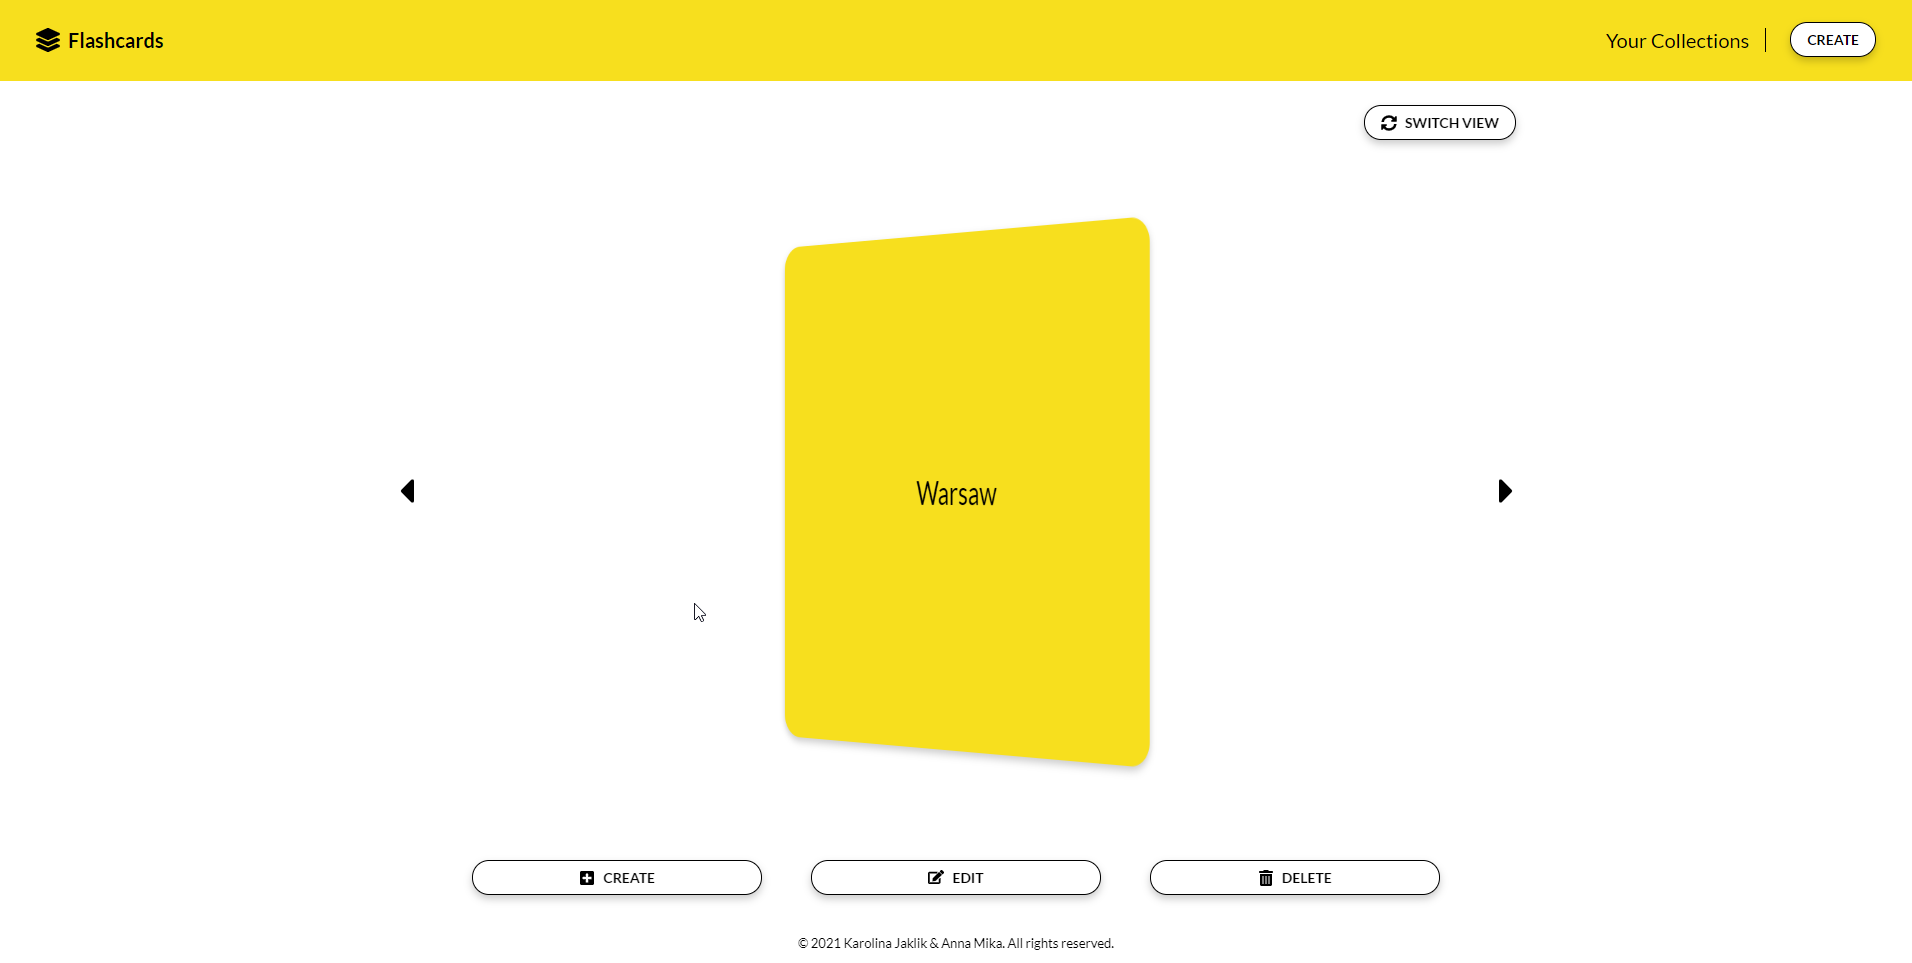 Flashcards
Your Collections
CREATE
SWITCH VIEW
Warsaw
CREATE
EDIT
DELETE
© 2021 Karolina Jaklik & Anna Mika. All rights reserved.